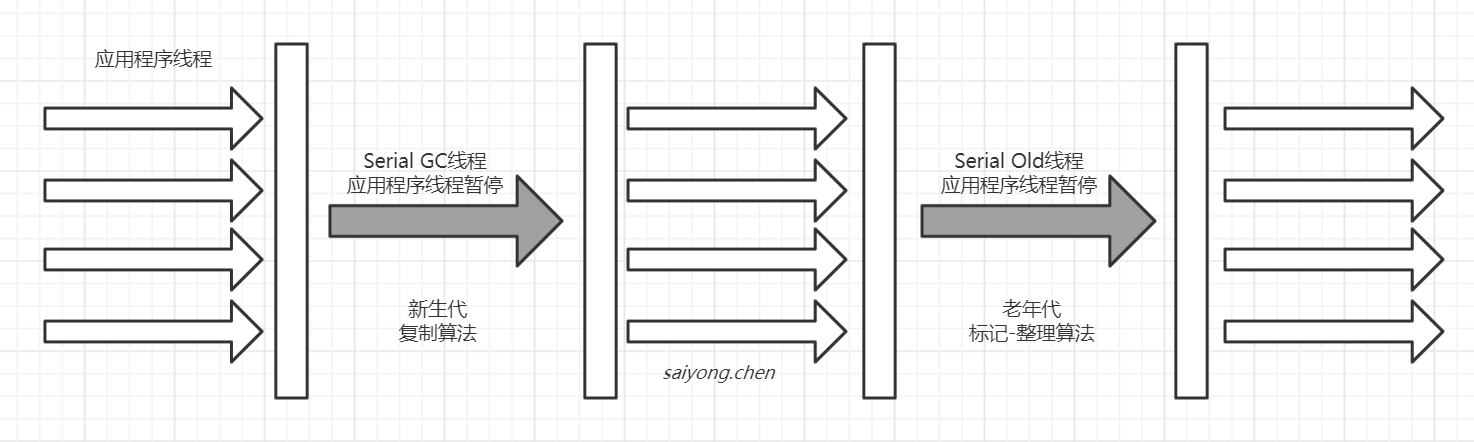 应用程序线程
Serial GC线程
应用程序线程暂停
新生代
复制算法
saiyong.chen
Serial Old线程
应用程序线程暂停
老年代
标记-整理算法